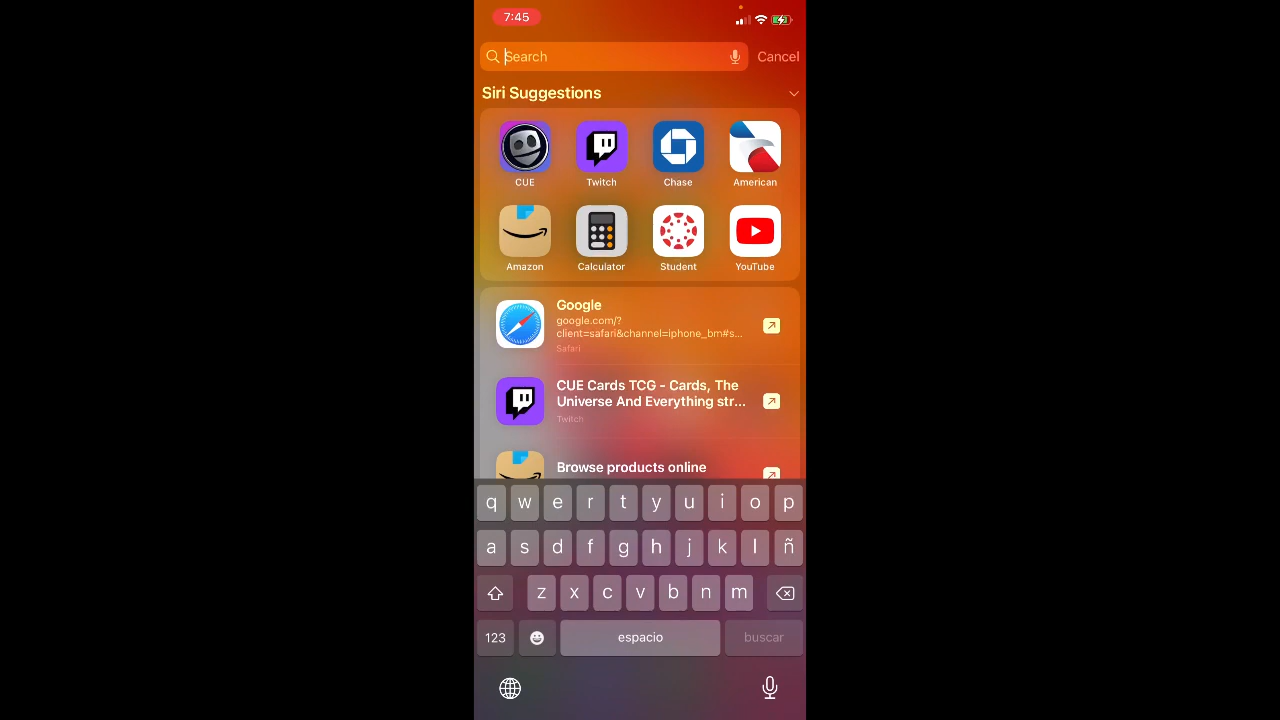 7:45
Search
Cancel
Siri Suggestions
CUE
Twitch
Chase
American
Amazon
Calculator
Student
YouTube
Google
google.com/?
client=safari&channel=iphone_bm#s...
Safari
CUE Cards TCG - Cards, The
Universe And Everything str...
Twitch
Browse products online
q w e r t y u i o p
a s d f g h j k l ñ
z x c v b n m
123 espacio buscar